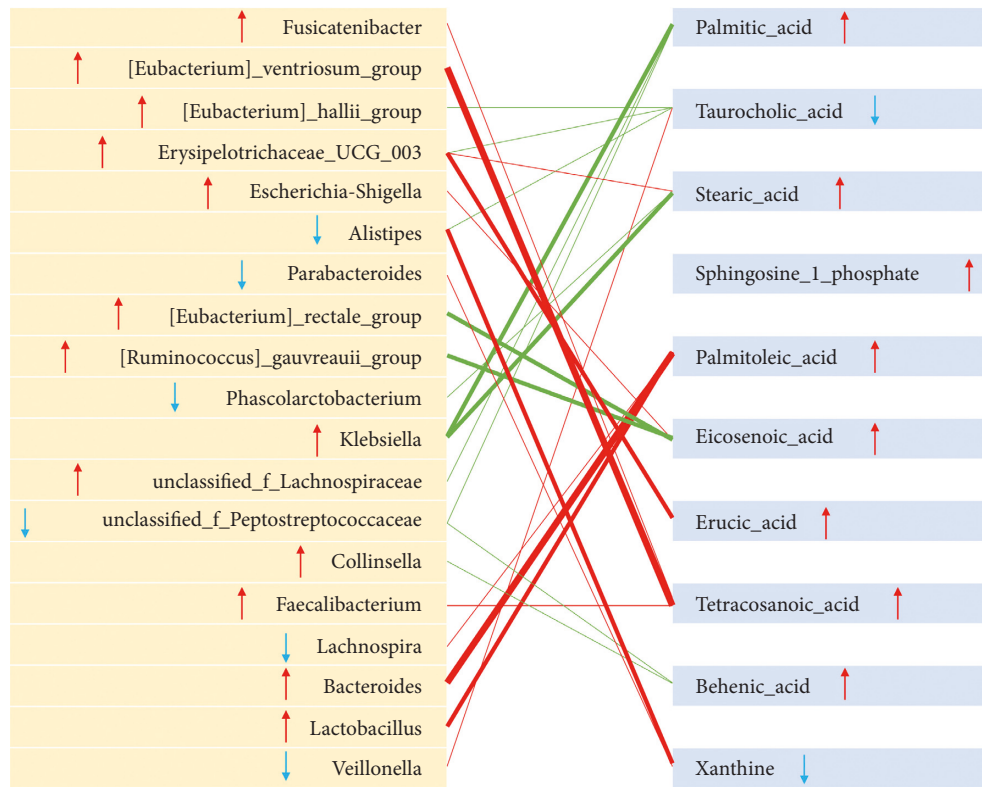 Fusicatenibacter
[Eubacterium]_ventriosum_group
[Eubacterium]_hallii_group
Erysipelotrichaceae_UCG_003
Escherichia-Shigella
Alistipes
Parabacteroides
[Eubacterium]_rectale_group
[Ruminococcus]_gauvreauii_group
Phascolarctobacterium
Klebsiella
unclassified_f_Lachnospiraceae
unclassified_f_Peptostreptococcaceae
Collinsella
Faecalibacterium
Lachnospira
Bacteroides
Lactobacillus
Veillonella
Palmitic_acid
Taurocholic_acid
Stearic_acid
Sphingosine_1_phosphate
Palmitoleic_acid
Eicosenoic_acid
Erucic_acid
Tetracosanoic_acid
Behenic_acid
Xanthine